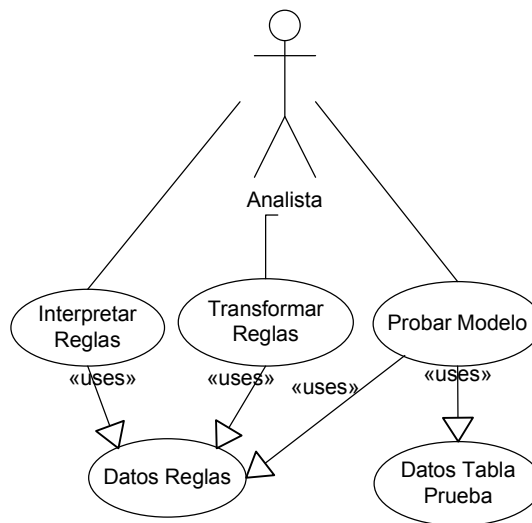 Analista
Interpretar
Reglas
Transformar
Reglas
Probar Modelo
«uses»
«uses»
«uses»
«uses»
Datos Reglas
Datos Tabla
Prueba